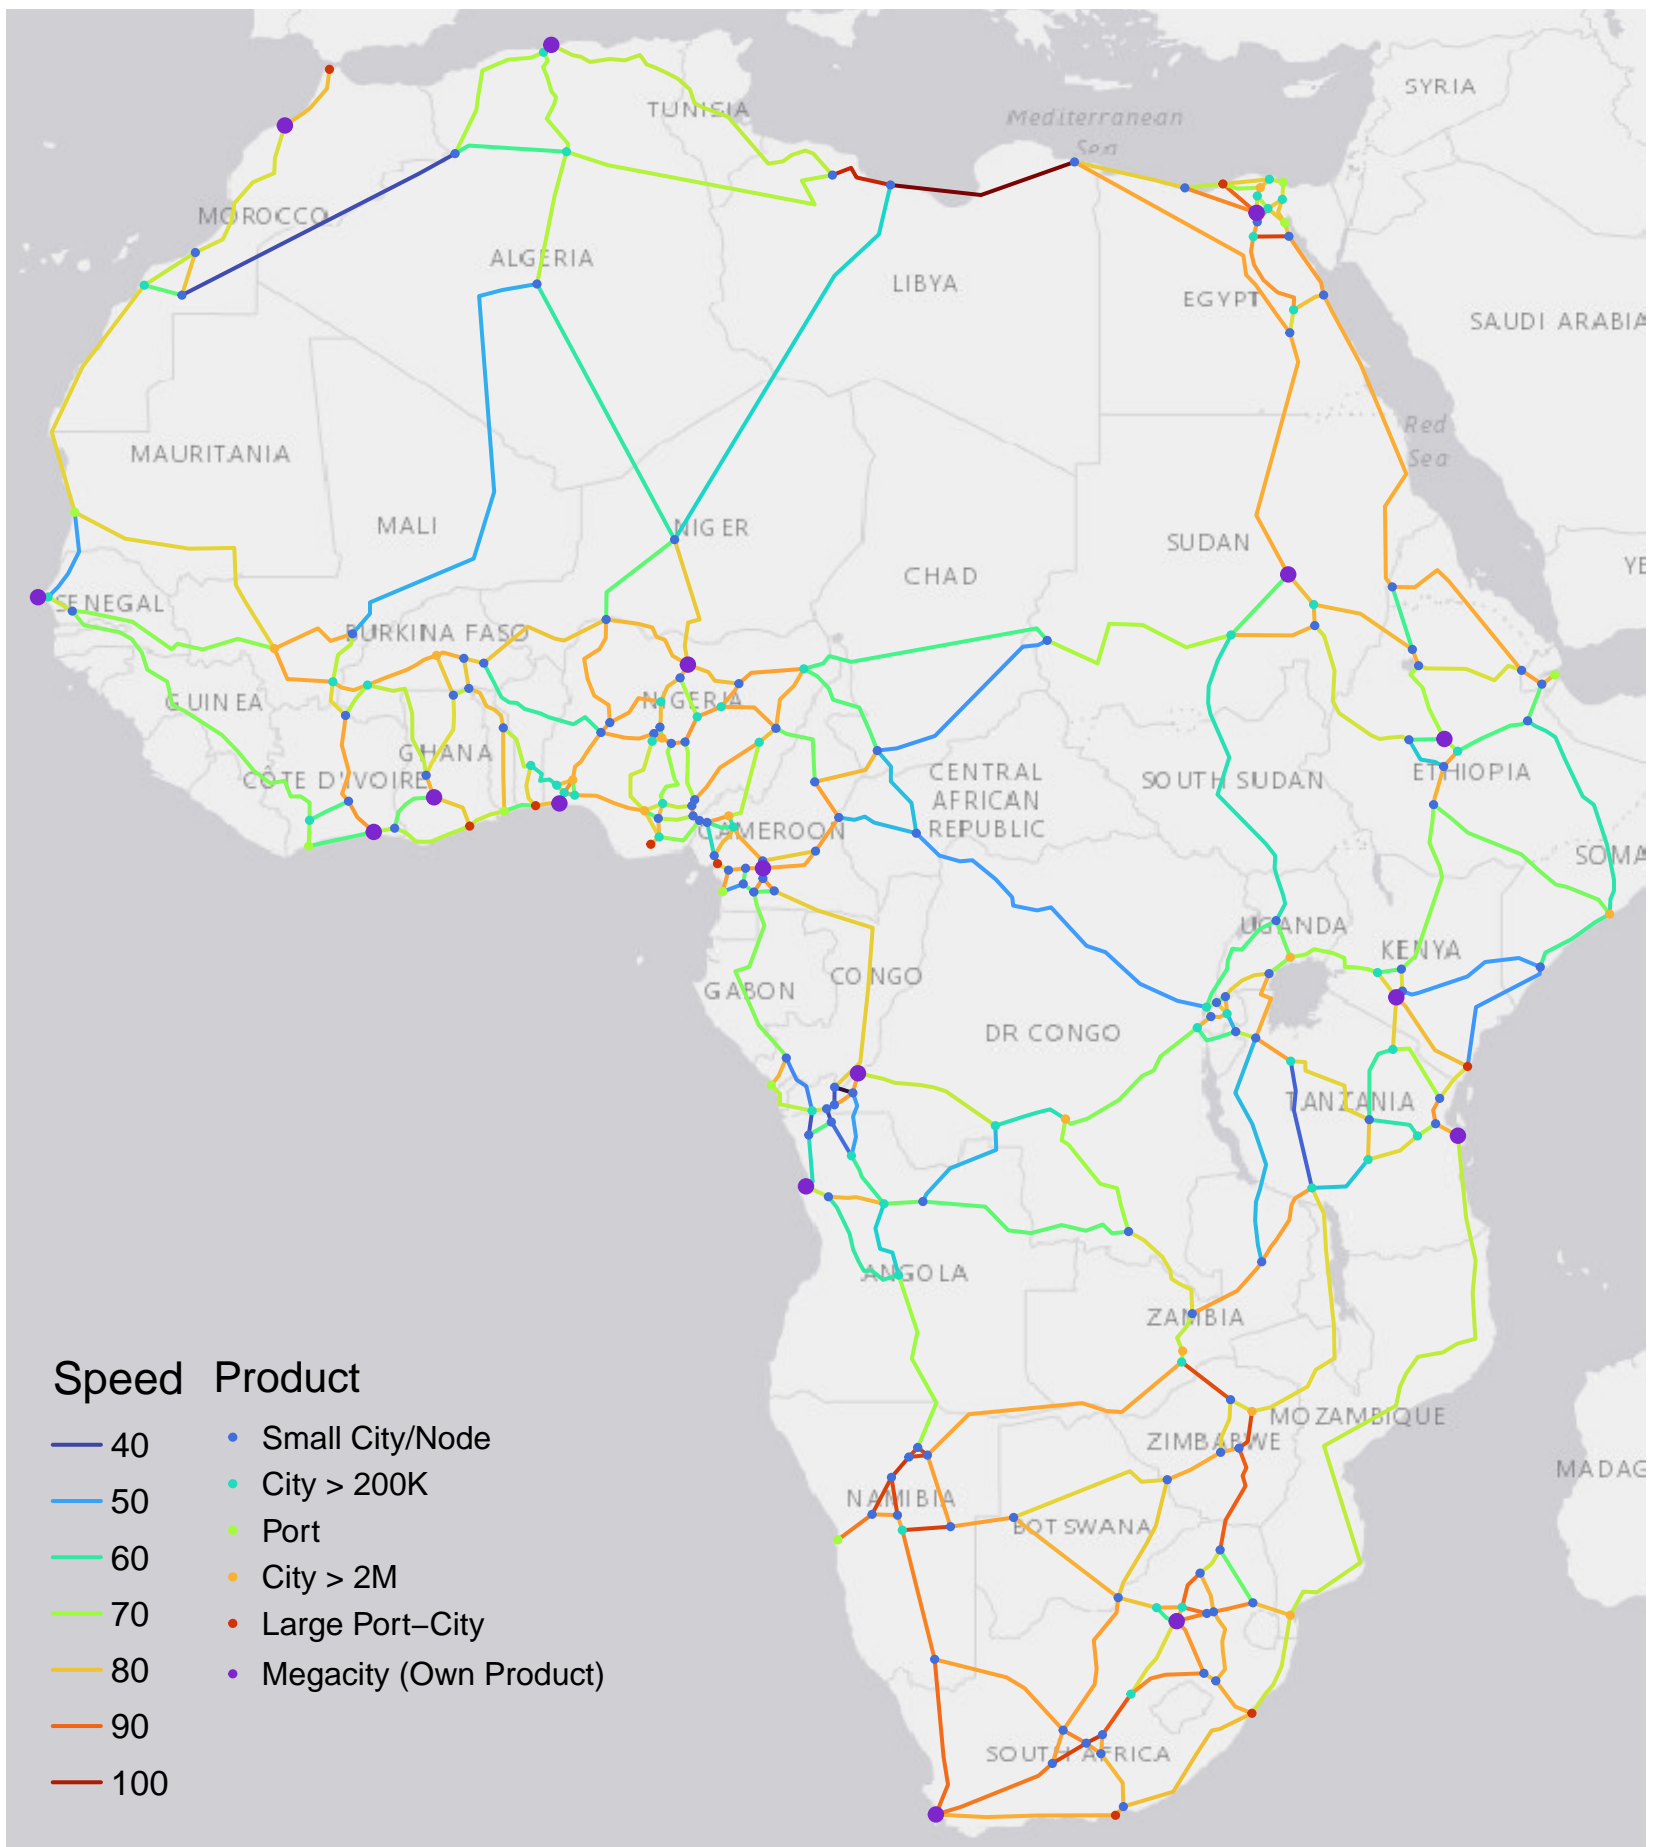 SYRIA
TUNISIA
Mediterranean
Sea
MOROCCO
ALGERIA
LIBYA
EGYPT
SAUDI ARABIA
Red
Sea
MAURITANIA
MALI
NIGER
SUDAN
YE
CHAD
SENEGAL
BURKINA FASO
GUINEA
NIGERIA
GHANA
CÔTE D'IVOIRE
CENTRAL
AFRICAN
REPUBLIC
SOUTH SUDAN
ETHIOPIA
CAMEROON
SOMA
UGANDA
KENYA
CONGO
GABON
DR CONGO
TANZANIA
ANGOLA
ZAMBIA
MOZAMBIQUE
ZIMBABWE
MADAG
NAMIBIA
BOTSWANA
SOUTH AFRICA
Speed
40
50
60
70
80
90
100
Product
Small City/Node
City > 200K
Port
City > 2M
Large Port–City
Megacity (Own Product)